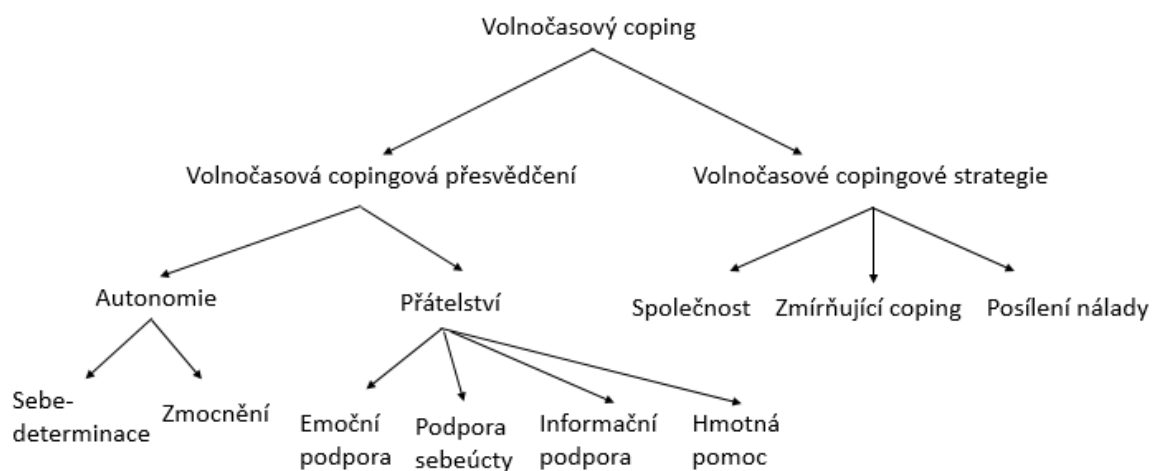 Volnočasový coping
Volnočasová copingová přesvědčení
Volnočasové copingové strategie
Autonomie
Přátelství
Společnost
Zmírňující coping
Posílení nálady
Sebe-
determinace
Zmocnění
Emoční
podpora
Podpora
sebeúcty
Informační
podpora
Hmotná
pomoc